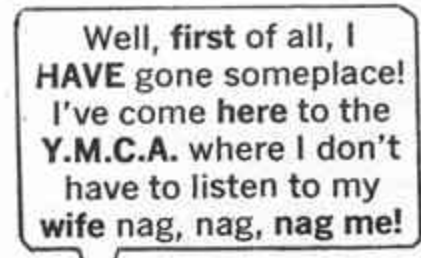 Well, first of all, I
HAVE gone someplace!
I've come here to the
Y.M.C.A. where I don't
have to listen to my
wife nag, nag, nag me!